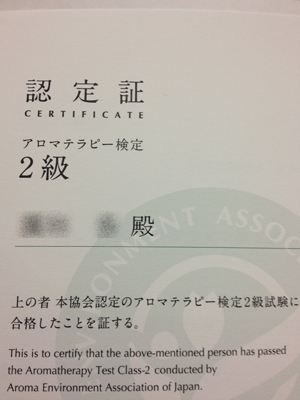 認定証
CERTIFICATE
アロマテラピー検定
2級
殿
ENVIRONMENT ASSOC
上の者 本協会認定のアロマテラピー検定2級試験に
合格したことを証する。
This is to certify that the above-mentioned person has passed
the Aromatherapy Test Class-2 conducted by
Aroma Environment Association of Japan.